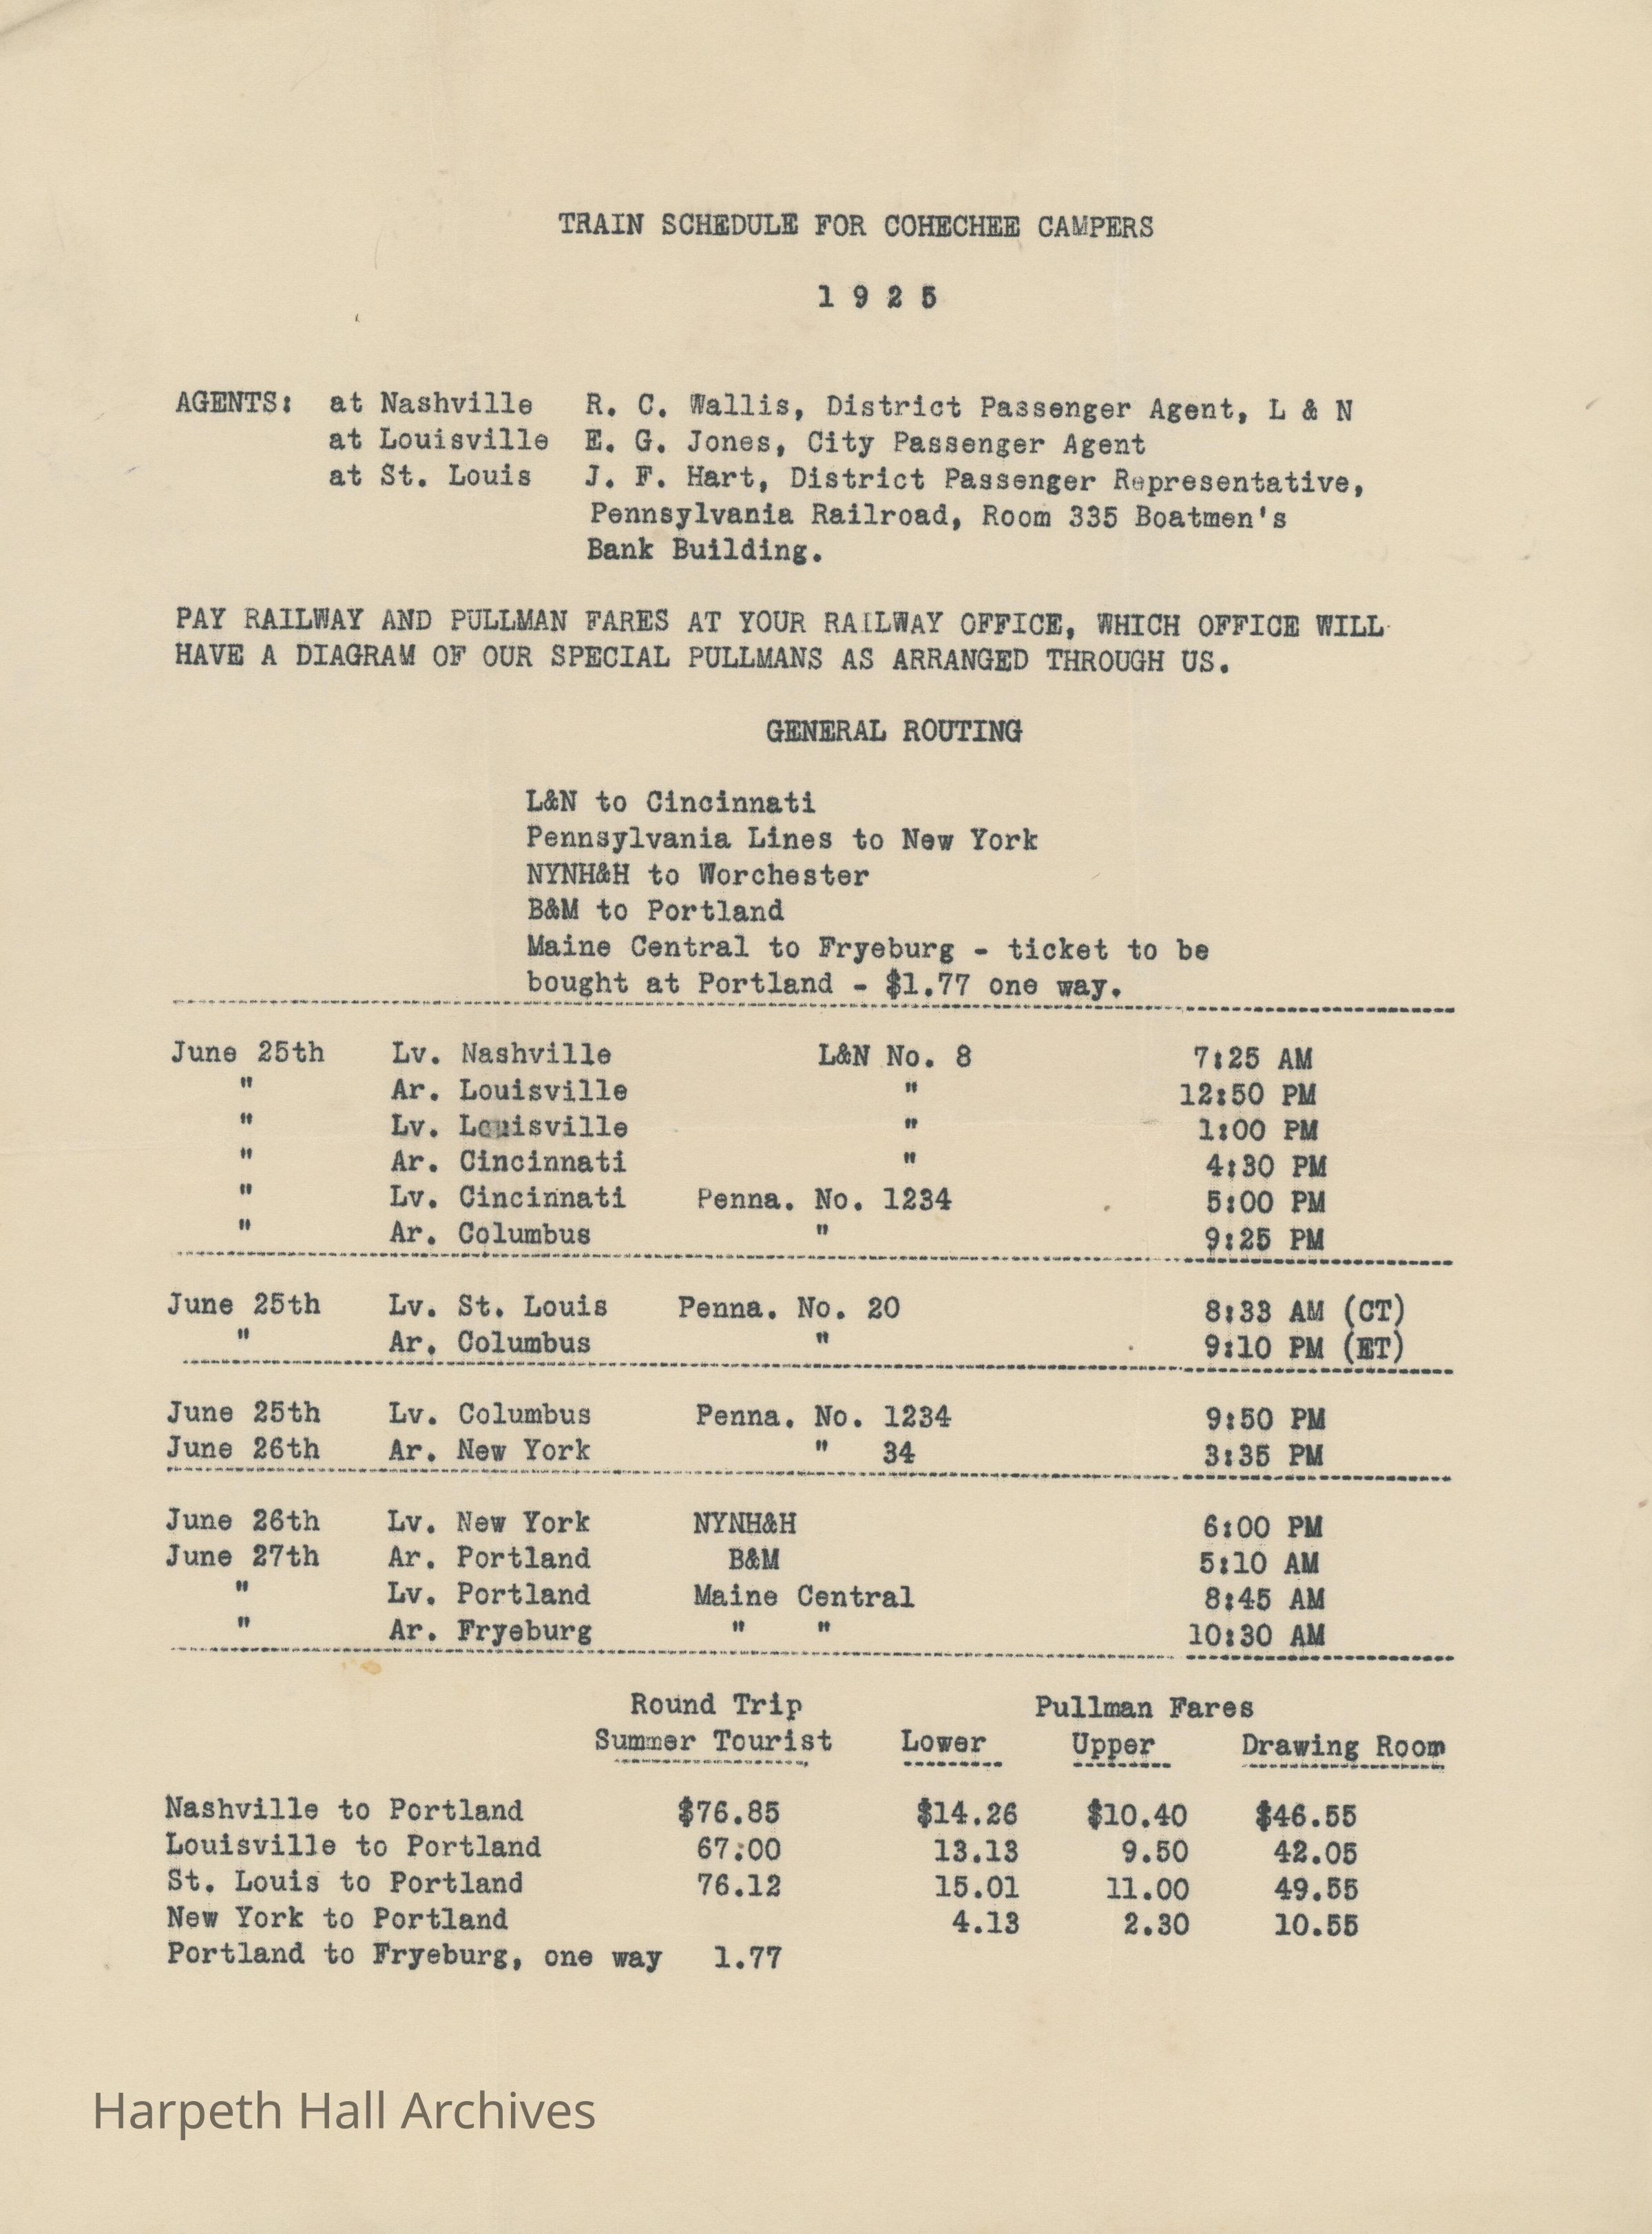 TRAIN SCHEDULE FOR COHECHEE CAMPERS
1 9 2 5
AGENTS: at Nashville R. C. Wallis, District Passenger Agent, L & N
at Louisville E. G. Jones, City Passenger Agent
at St. Louis J. F. Hart, District Passenger Representative,
Pennsylvania Railroad, Room 335 Boatmen's
Bank Building.
PAY RAILWAY AND PULLMAN FARES AT YOUR RAILWAY OFFICE, WHICH OFFICE WILL
HAVE A DIAGRAM OF OUR SPECIAL PULLMANS AS ARRANGED THROUGH US.
GENERAL ROUTING
L&N to Cincinnati
Pennsylvania Lines to New York
NYNH&H to Worchester
B&M to Portland
Maine Central to Fryeburg - ticket to be
bought at Portland - $1.77 one way.
June 25th Lv. Nashville L&N No. 8 7:25 AM
" Ar. Louisville " 12:50 PM
" Lv. Louisville " 1:00 PM
" Ar. Cincinnati " 4:30 PM
" Lv. Cincinnati Penna. No. 1234 5:00 PM
" Ar. Columbus " 9:25 PM
June 25th Lv. St. Louis Penna. No. 20 8:33 AM (CT)
" Ar. Columbus " 9:10 PM (ET)
June 25th Lv. Columbus Penna. No. 1234 9:50 PM
June 26th Ar. New York " 34 3:35 PM
June 26th Lv. New York NYNH&H 6:00 PM
June 27th Ar. Portland B&M 5:10 AM
" Lv. Portland Maine Central 8:45 AM
" Ar. Fryeburg " " 10:30 AM
Round Trip Pullman Fares
Summer Tourist Lower Upper Drawing Room
Nashville to Portland $76.85 $14.26 $10.40 $46.55
Louisville to Portland 67:00 13.13 9.50 42.05
St. Louis to Portland 76.12 15.01 11.00 49.55
New York to Portland 4.13 2.30 10.55
Portland to Fryeburg, one way 1.77
Harpeth Hall Archives